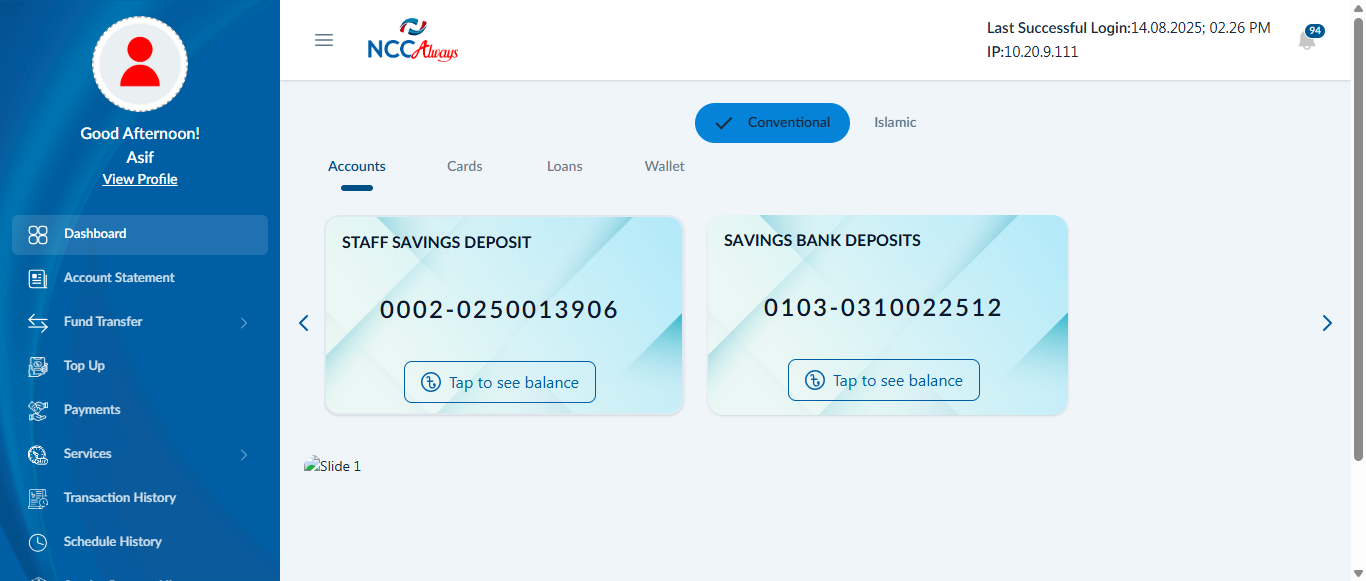 Good Afternoon!
Asif
View Profile
Dashboard
Account Statement
Fund Transfer
Top Up
Payments
Services
Transaction History
Schedule History
NCC Always
Last Successful Login:14.08.2025; 02.26 PM
IP:10.20.9.111
94
Conventional
Islamic
Accounts
Cards
Loans
Wallet
STAFF SAVINGS DEPOSIT
0002-0250013906
Tap to see balance
SAVINGS BANK DEPOSITS
0103-0310022512
Tap to see balance
Slide 1